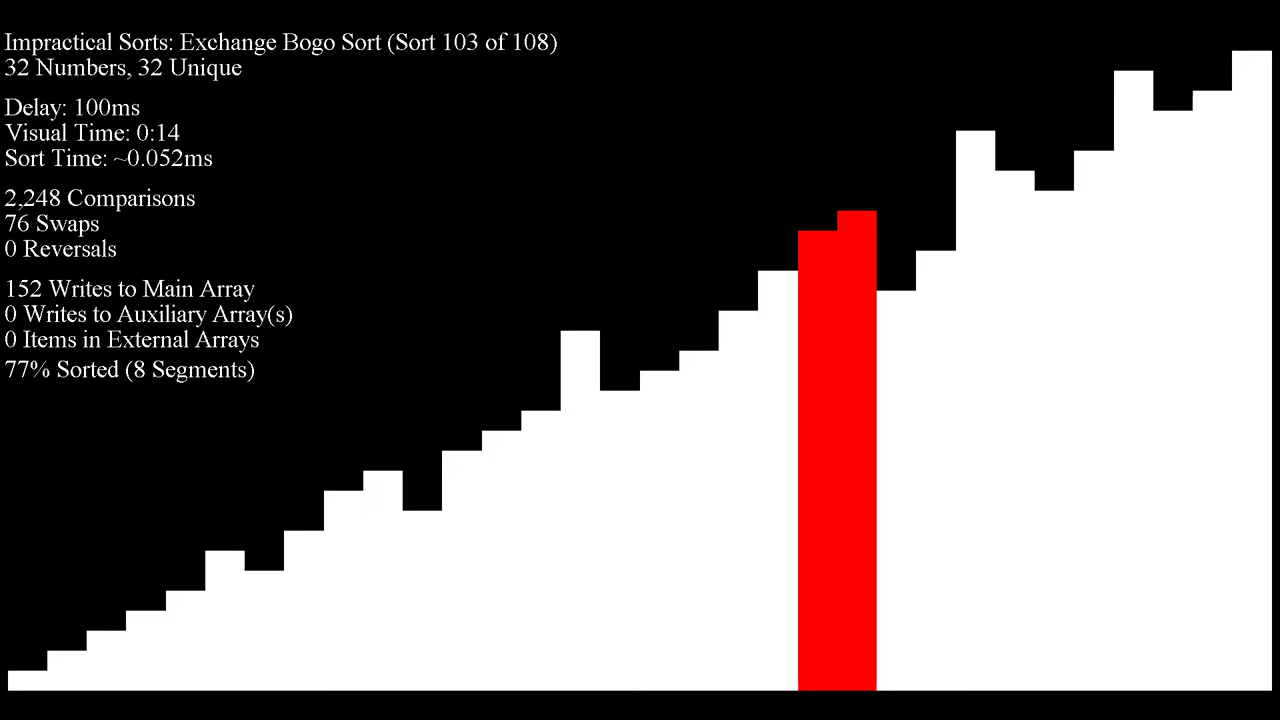 Impractical Sorts: Exchange Bogo Sort (Sort 103 of 108)
32 Numbers, 32 Unique
Delay: 100ms
Visual Time: 0:14
Sort Time: ~0.052ms
2,248 Comparisons
76 Swaps
0 Reversals
152 Writes to Main Array
0 Writes to Auxiliary Array(s)
0 Items in External Arrays
77% Sorted (8 Segments)